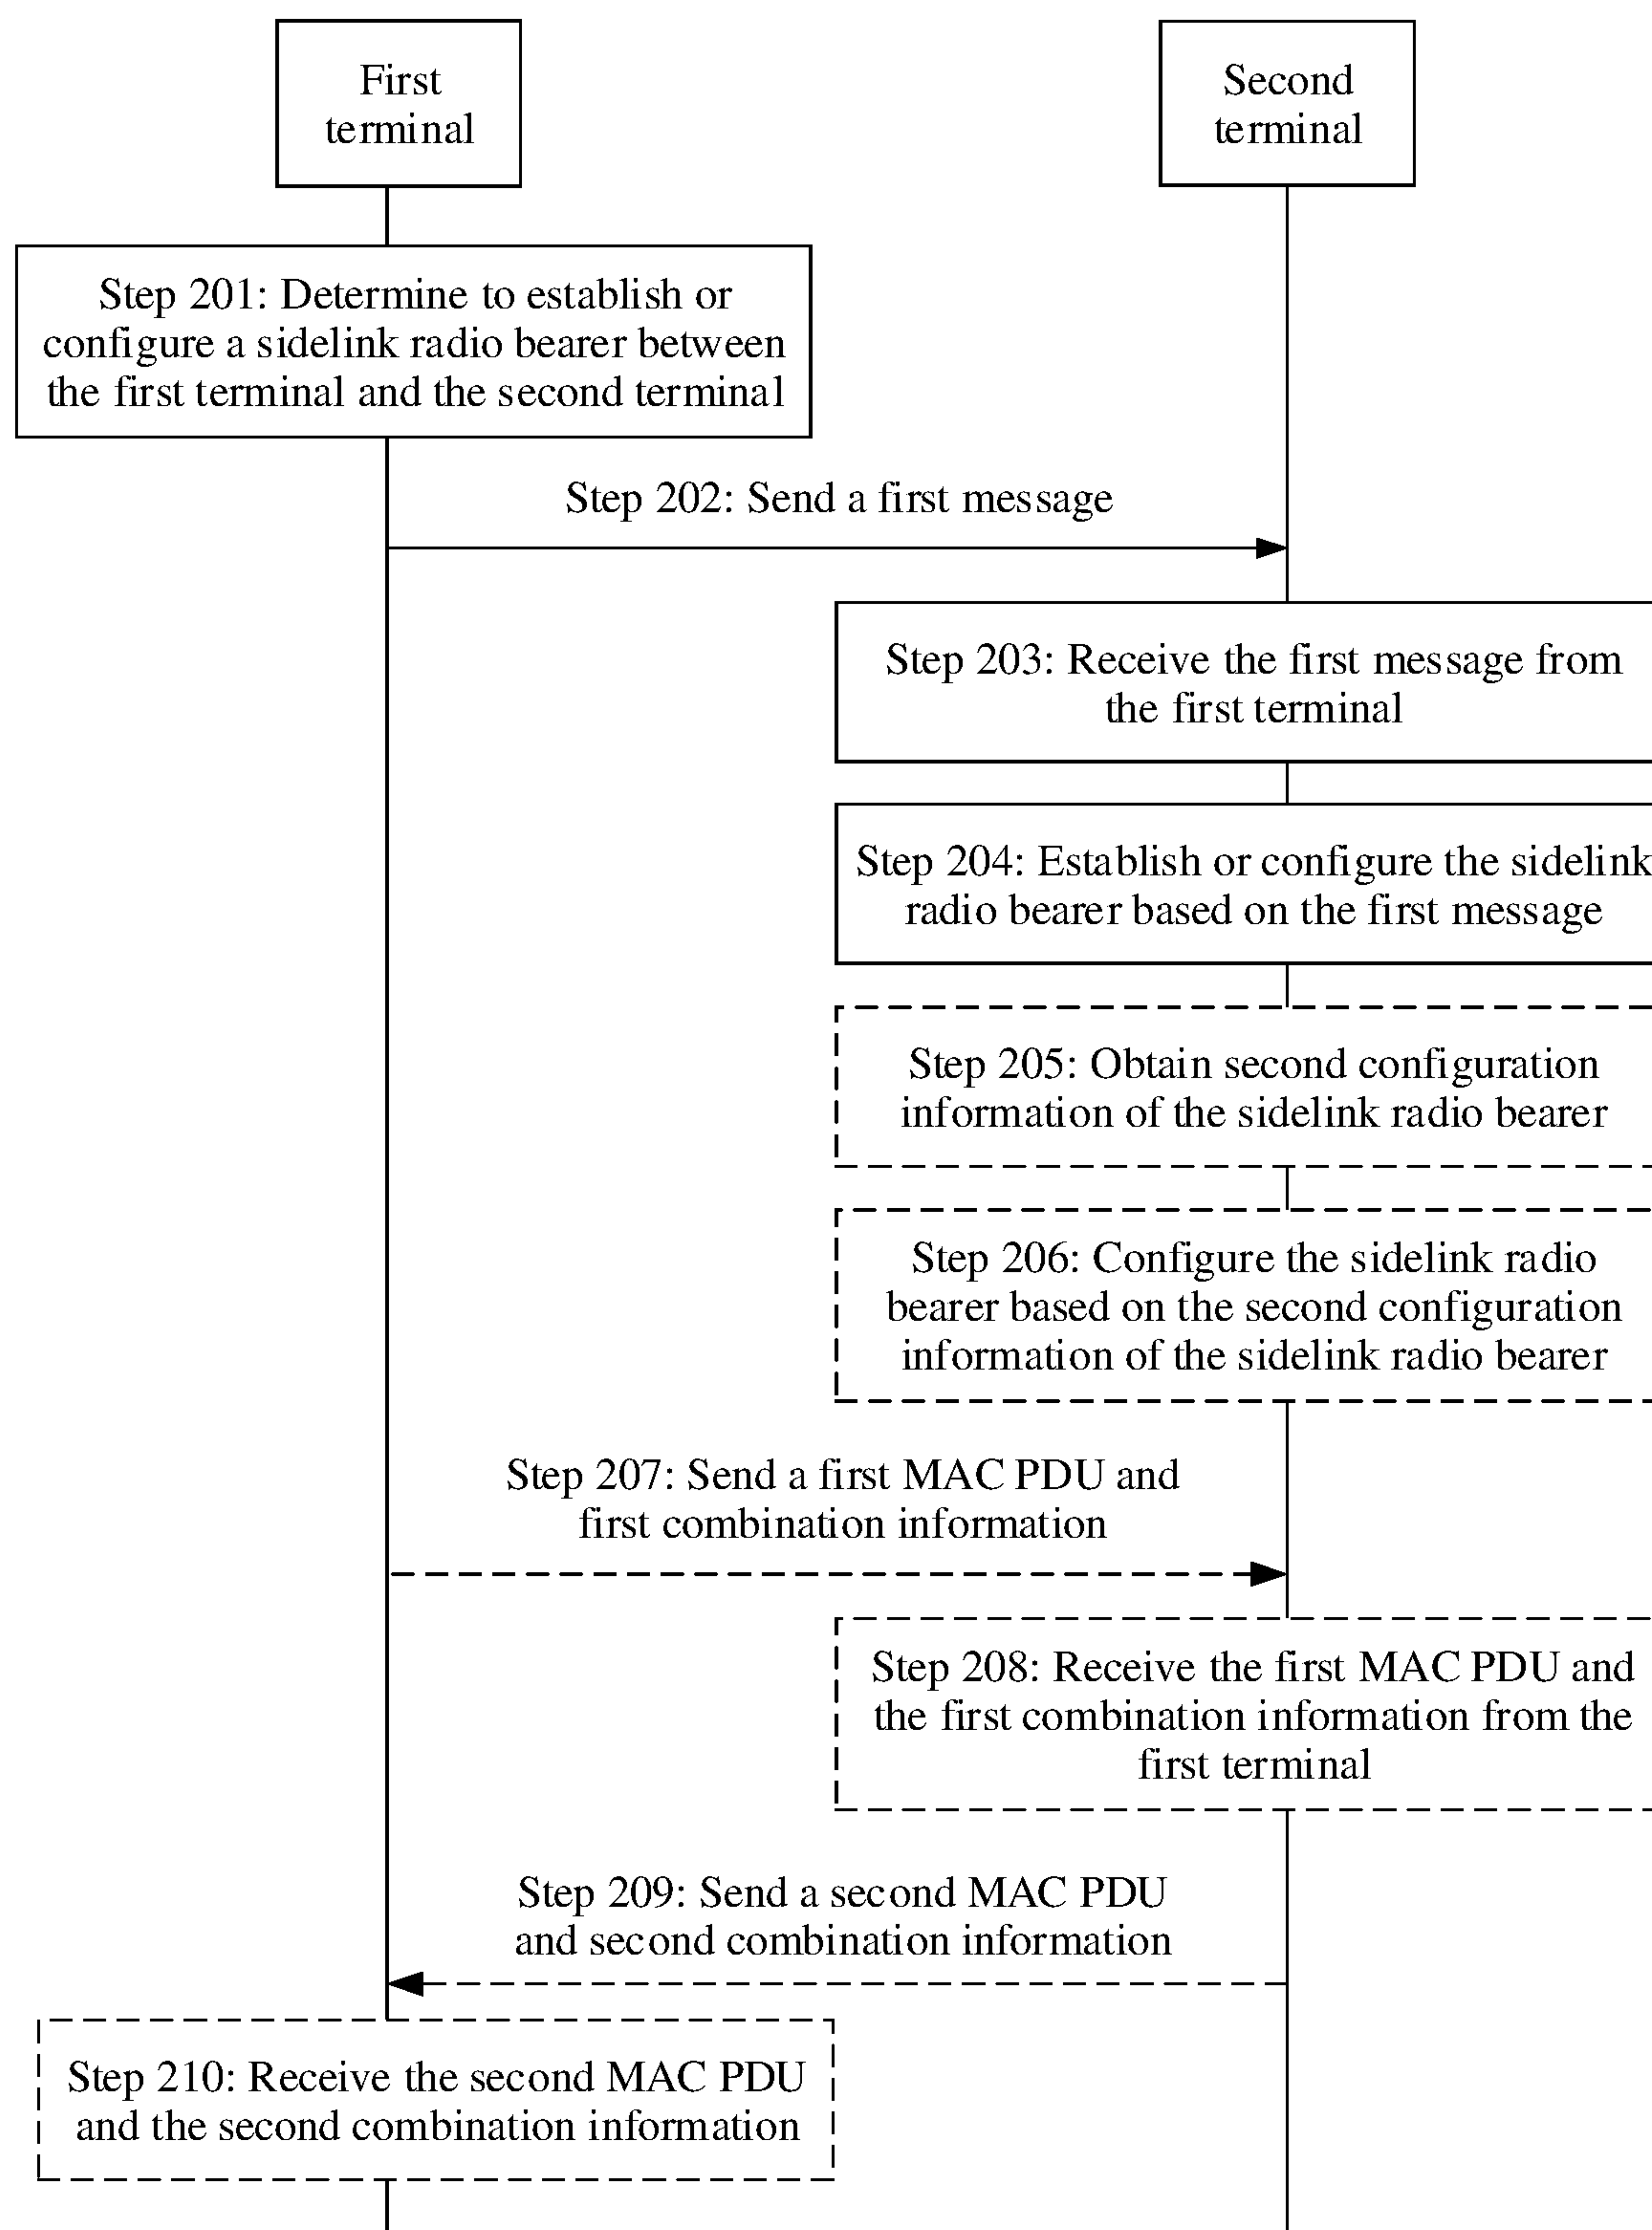 First
terminal
Second
terminal
Step 201: Determine to establish or
configure a sidelink radio bearer between
the first terminal and the second terminal
Step 202: Send a first message
Step 203: Receive the first message from
the first terminal
Step 204: Establish or configure the sidelink
radio bearer based on the first message
Step 205: Obtain second configuration
information of the sidelink radio bearer
Step 206: Configure the sidelink radio
bearer based on the second configuration
information of the sidelink radio bearer
Step 207: Send a first MAC PDU and
first combination information
Step 208: Receive the first MAC PDU and
the first combination information from the
first terminal
Step 209: Send a second MAC PDU
and second combination information
Step 210: Receive the second MAC PDU
and the second combination information